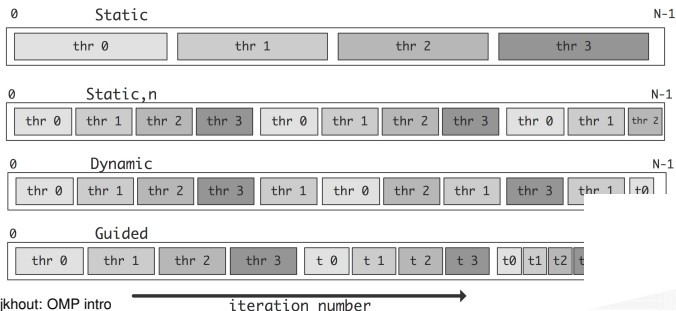 0 Static N-1
thr 0 thr 1 thr 2 thr 3
0 Static,n N-1
thr 0 thr 1 thr 2 thr 3 thr 0 thr 1 thr 2 thr 3 thr 0 thr 1 thr 2
0 Dynamic N-1
thr 0 thr 1 thr 2 thr 3 thr 1 thr 0 thr 2 thr 1 thr 3 thr 1 t0
0 Guided
thr 0 thr 1 thr 2 thr 3 t 0 t 1 t 2 t 3 t0 t1 t2 t
jkhout: OMP intro iteration number